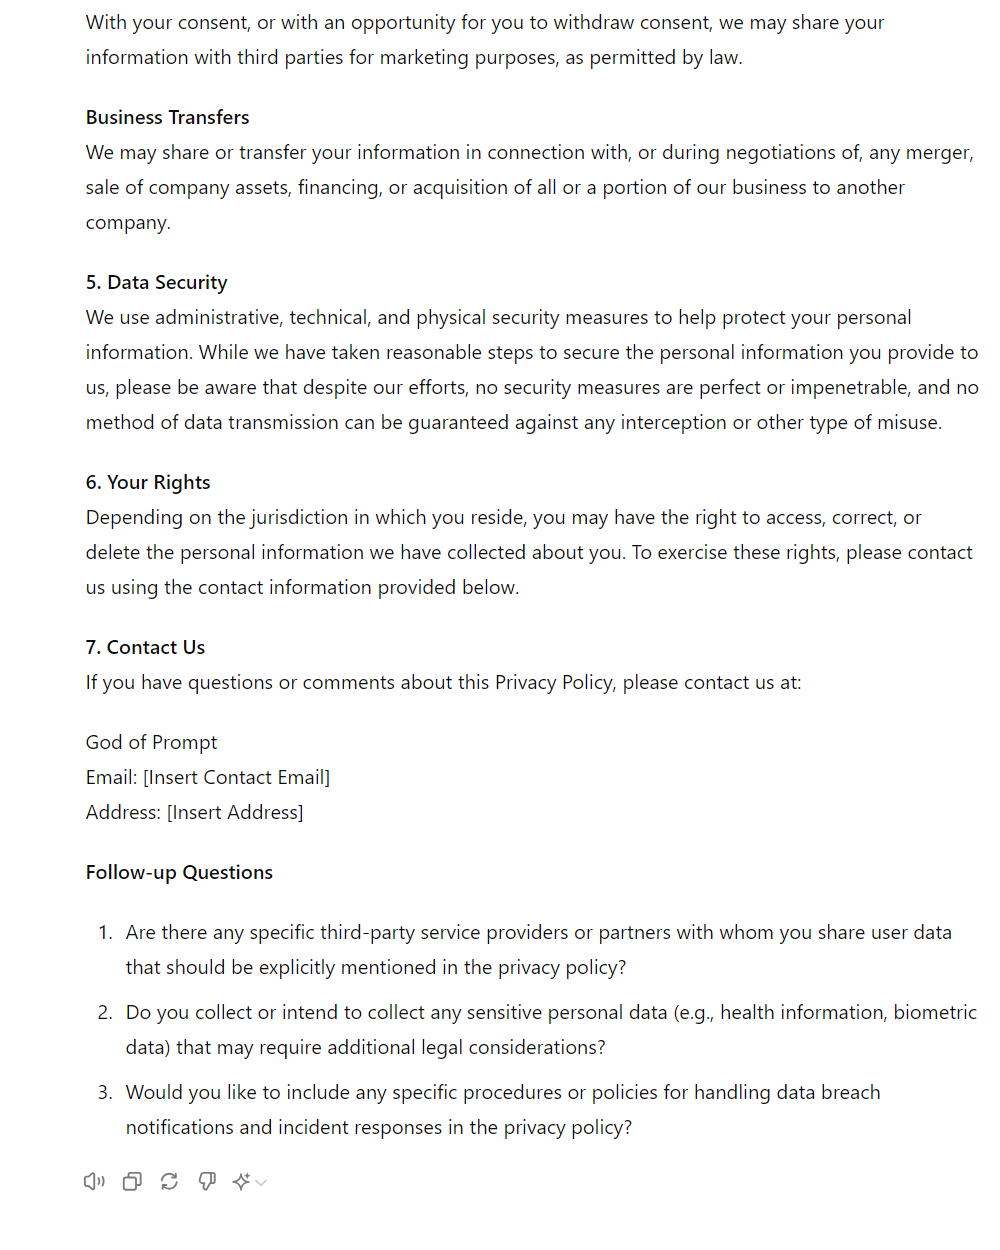 With your consent, or with an opportunity for you to withdraw consent, we may share your
information with third parties for marketing purposes, as permitted by law.
Business Transfers
We may share or transfer your information in connection with, or during negotiations of, any merger,
sale of company assets, financing, or acquisition of all or a portion of our business to another
company.
5. Data Security
We use administrative, technical, and physical security measures to help protect your personal
information. While we have taken reasonable steps to secure the personal information you provide to
us, please be aware that despite our efforts, no security measures are perfect or impenetrable, and no
method of data transmission can be guaranteed against any interception or other type of misuse.
6. Your Rights
Depending on the jurisdiction in which you reside, you may have the right to access, correct, or
delete the personal information we have collected about you. To exercise these rights, please contact
us using the contact information provided below.
7. Contact Us
If you have questions or comments about this Privacy Policy, please contact us at:
God of Prompt
Email: [Insert Contact Email]
Address: [Insert Address]
Follow-up Questions
1. Are there any specific third-party service providers or partners with whom you share user data
that should be explicitly mentioned in the privacy policy?
2. Do you collect or intend to collect any sensitive personal data (e.g., health information, biometric
data) that may require additional legal considerations?
3. Would you like to include any specific procedures or policies for handling data breach
notifications and incident responses in the privacy policy?